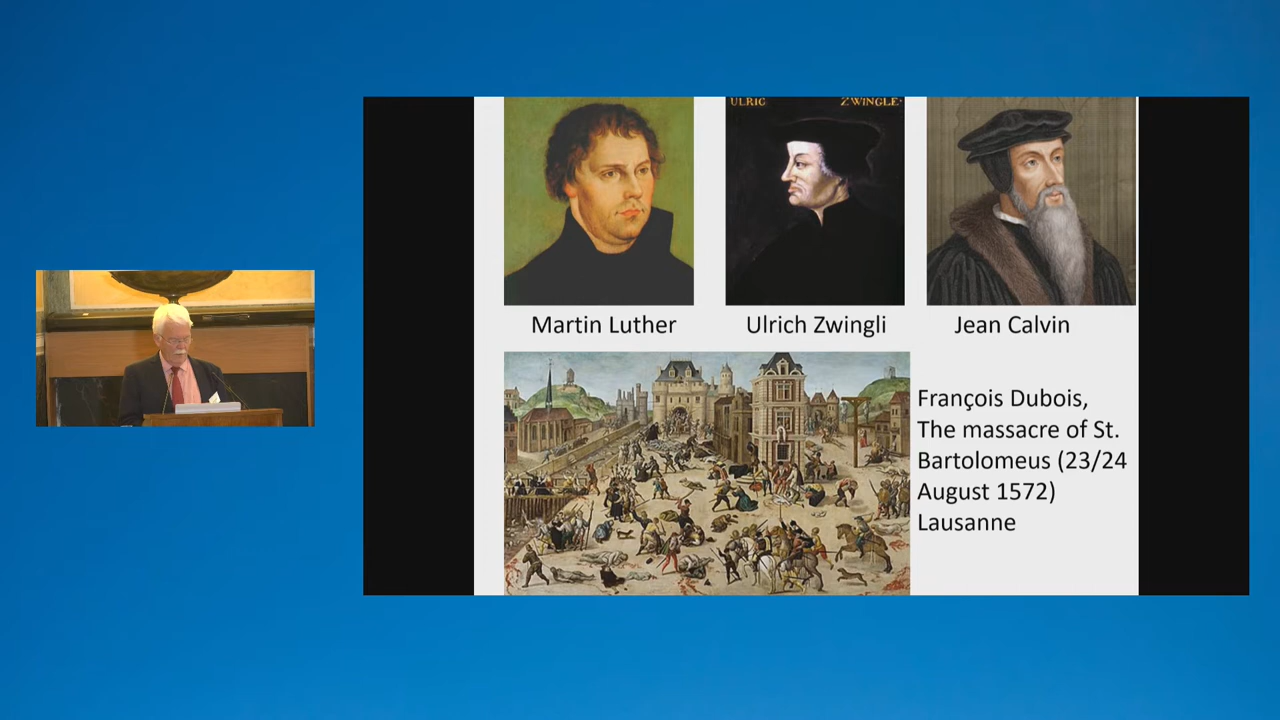 ULRIC ZWINGLE·
Martin Luther
Ulrich Zwingli
Jean Calvin
François Dubois,
The massacre of St.
Bartolomeus (23/24
August 1572)
Lausanne